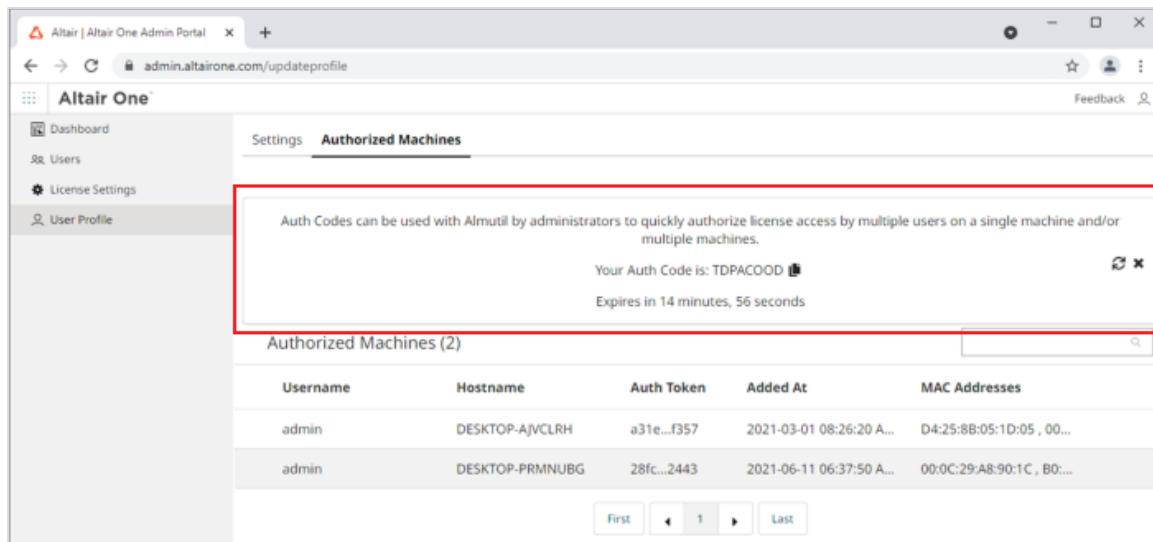 Altair | Altair One Admin Portal
admin.altairone.com/updateprofile
Altair One
Feedback
Dashboard
Users
License Settings
User Profile
Settings Authorized Machines
Auth Codes can be used with Almutil by administrators to quickly authorize license access by multiple users on a single machine and/or
multiple machines.
Your Auth Code is: TDPACOOD
Expires in 14 minutes, 56 seconds
Authorized Machines (2)
Username Hostname Auth Token Added At MAC Addresses
admin DESKTOP-AJVCLRH a31e...f357 2021-03-01 08:26:20 A... D4:25:8B:05:1D:05 , 00...
admin DESKTOP-PRMNUBG 28fc...2443 2021-06-11 06:37:50 A... 00:0C:29:A8:90:1C , B0:...
First 1 Last